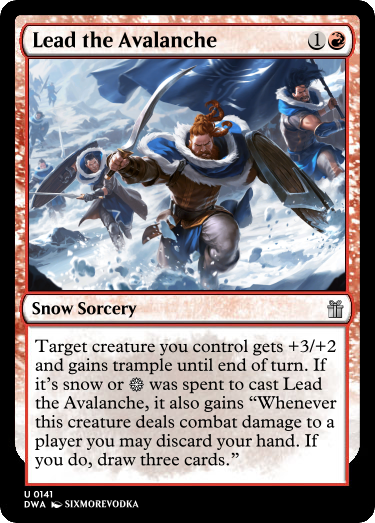 Lead the Avalanche 1
Snow Sorcery
Target creature you control gets +3/+2
and gains trample until end of turn. If
it's snow or was spent to cast Lead
the Avalanche, it also gains “Whenever
this creature deals combat damage to a
player you may discard your hand. If
you do, draw three cards.”
U 0141
DWA SIXMOREVODKA